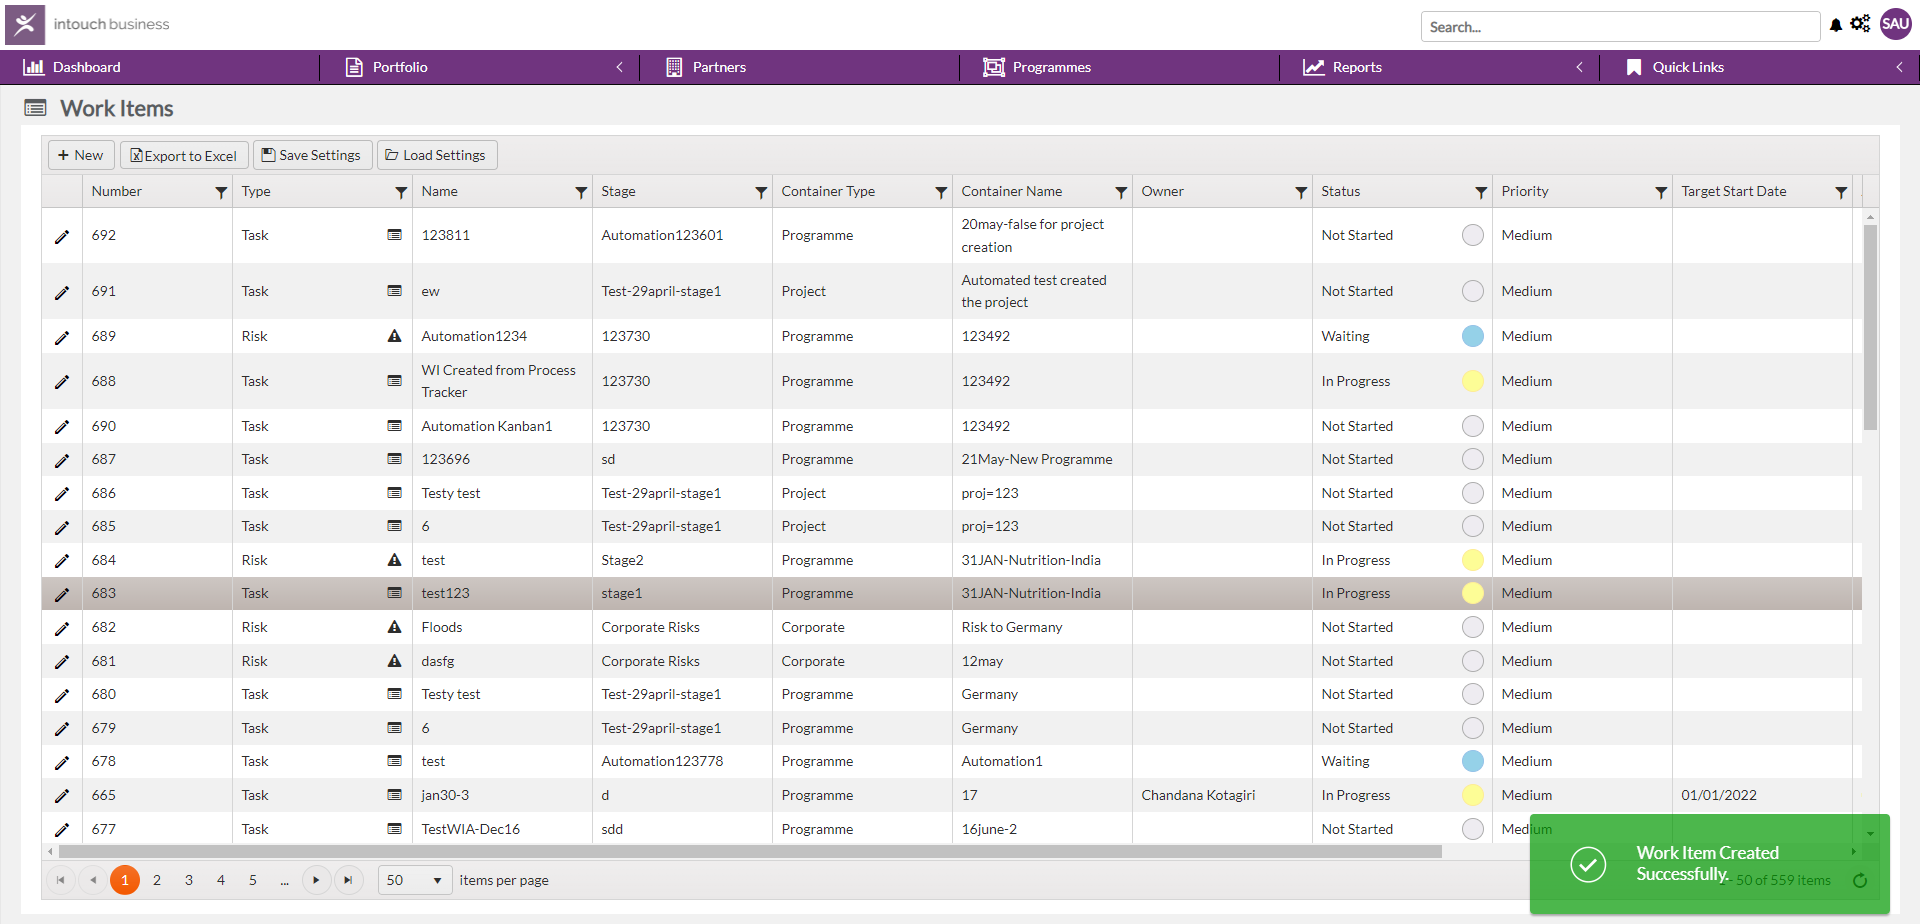 intouch business
Search...
SAU
Dashboard Portfolio Partners Programmes Reports Quick Links
Work Items
+ New Export to Excel Save Settings Load Settings
Number Type Name Stage Container Type Container Name Owner Status Priority Target Start Date
692 Task 123811 Automation123601 Programme 20may-false for project creation Not Started Medium
691 Task ew Test-29april-stage1 Project Automated test created the project Not Started Medium
689 Risk Automation1234 123730 Programme 123492 Waiting Medium
688 Task WI Created from Process Tracker 123730 Programme 123492 In Progress Medium
690 Task Automation Kanban1 123730 Programme 123492 Not Started Medium
687 Task 123696 sd Programme 21May-New Programme Not Started Medium
686 Task Testy test Test-29april-stage1 Project proj=123 Not Started Medium
685 Task 6 Test-29april-stage1 Project proj=123 Not Started Medium
684 Risk test Stage2 Programme 31JAN-Nutrition-India In Progress Medium
683 Task test123 stage1 Programme 31JAN-Nutrition-India In Progress Medium
682 Risk Floods Corporate Risks Corporate Risk to Germany Not Started Medium
681 Risk dasfg Corporate Risks Corporate 12may Not Started Medium
680 Task Testy test Test-29april-stage1 Programme Germany Not Started Medium
679 Task 6 Test-29april-stage1 Programme Germany Not Started Medium
678 Task test Automation123778 Programme Automation1 Waiting Medium
665 Task jan30-3 d Programme 17 Chandana Kotagiri In Progress Medium 01/01/2022
677 Task TestWIA-Dec16 sdd Programme 16june-2 Not Started Medium
Work Item Created
Successfully.
1 2 3 4 5 ... 50 items per page - 50 of 559 items